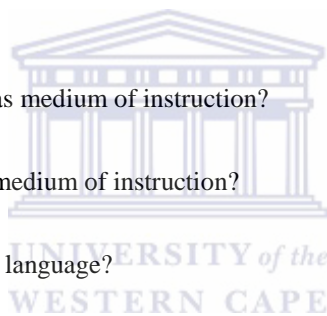 as medium of instruction?
medium of instruction?
language?
UNIVERSITY of the
WESTERN CAPE